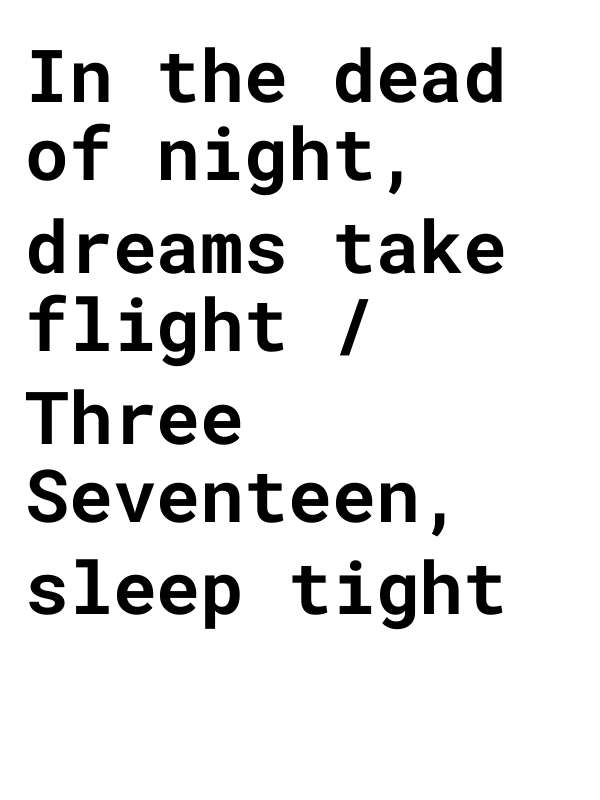 In the dead
of night,
dreams take
flight /
Three
Seventeen,
sleep tight